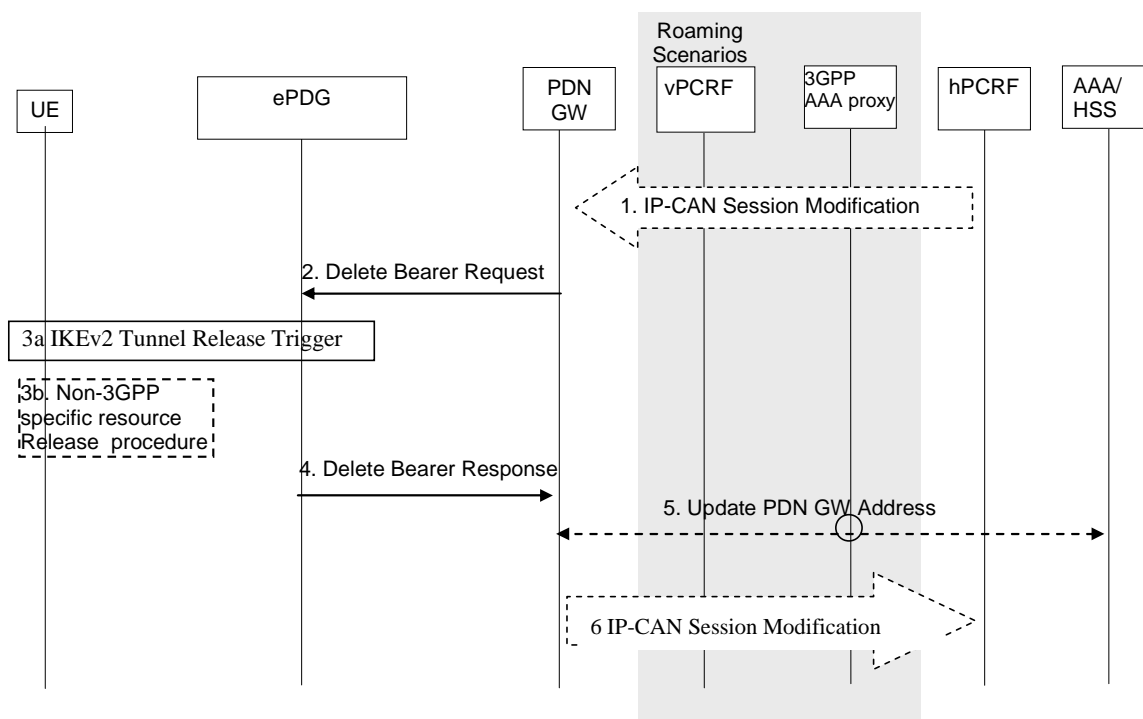 Roaming
Scenarios
UE
ePDG
PDN
GW
vPCRF
3GPP
AAA proxy
hPCRF
AAA/
HSS
1. IP-CAN Session Modification
2. Delete Bearer Request
3a IKEv2 Tunnel Release Trigger
3b. Non-3GPP
specific resource
Release procedure
4. Delete Bearer Response
5. Update PDN GW Address
6 IP-CAN Session Modification